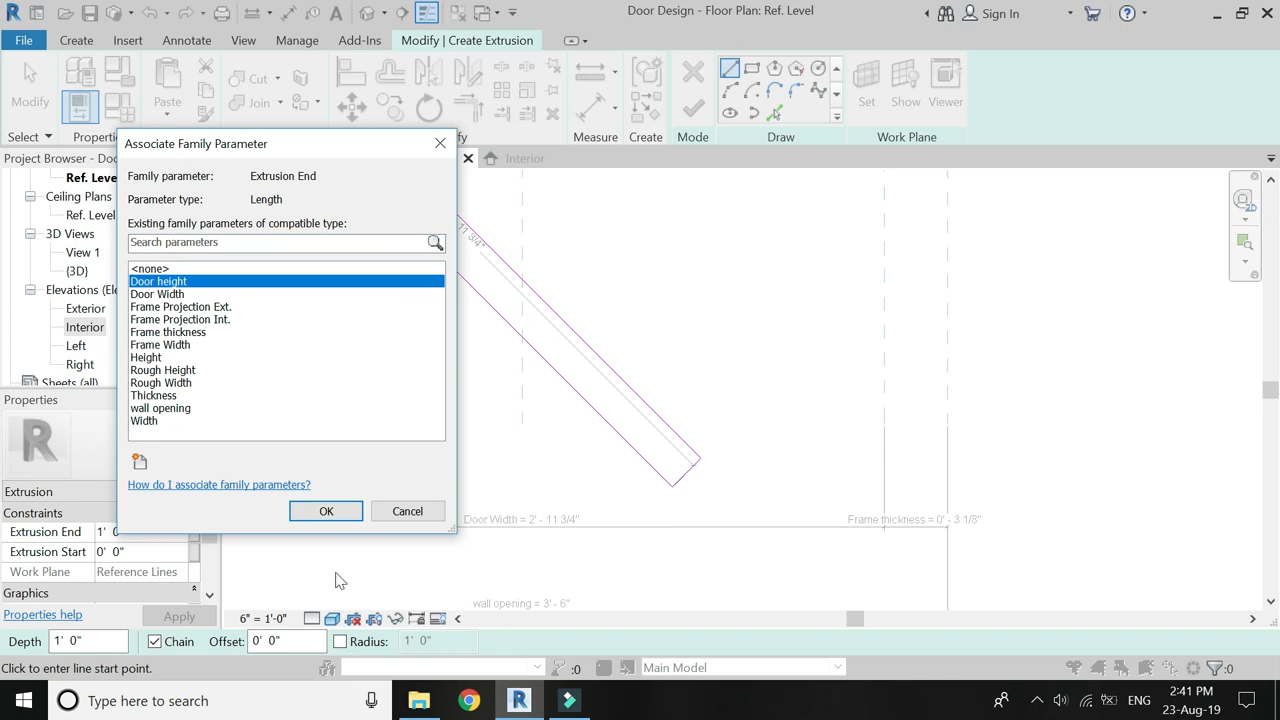 Door Design - Floor Plan: Ref. Level
Sign In
File
Create
Insert
Annotate
View
Manage
Add-Ins
Modify | Create Extrusion
Modify
Paste
Cut
Join
Measure
Create
Mode
Draw
Set
Show
Viewer
Work Plane
Select
Properties
Project Browser - Do
Interior
Ref. Leve
Ceiling Plans
Ref. Level
3D Views
View 1
{3D}
Elevations (Ele
Exterior
Interior
Left
Right
Sheets (all)
Associate Family Parameter
Family parameter: Extrusion End
Parameter type: Length
Existing family parameters of compatible type:
Search parameters
<none>
Door height
Door Width
Frame Projection Ext.
Frame Projection Int.
Frame thickness
Frame Width
Height
Rough Height
Rough Width
Thickness
wall opening
Width
How do I associate family parameters?
OK
Cancel
11 3/4"
Door Width = 2' - 11 3/4"
Frame thickness = 0' - 3 1/8"
wall opening = 3' - 6"
Properties
Extrusion
Constraints
Extrusion End 1' 0"
Extrusion Start 0' 0"
Work Plane Reference Lines
Graphics
Properties help
Apply
6" = 1'-0"
Depth 1' 0" Chain Offset: 0' 0" Radius: 1' 0"
Click to enter line start point.
:0
Main Model
:0
Type here to search
ENG
2:41 PM
23-Aug-19